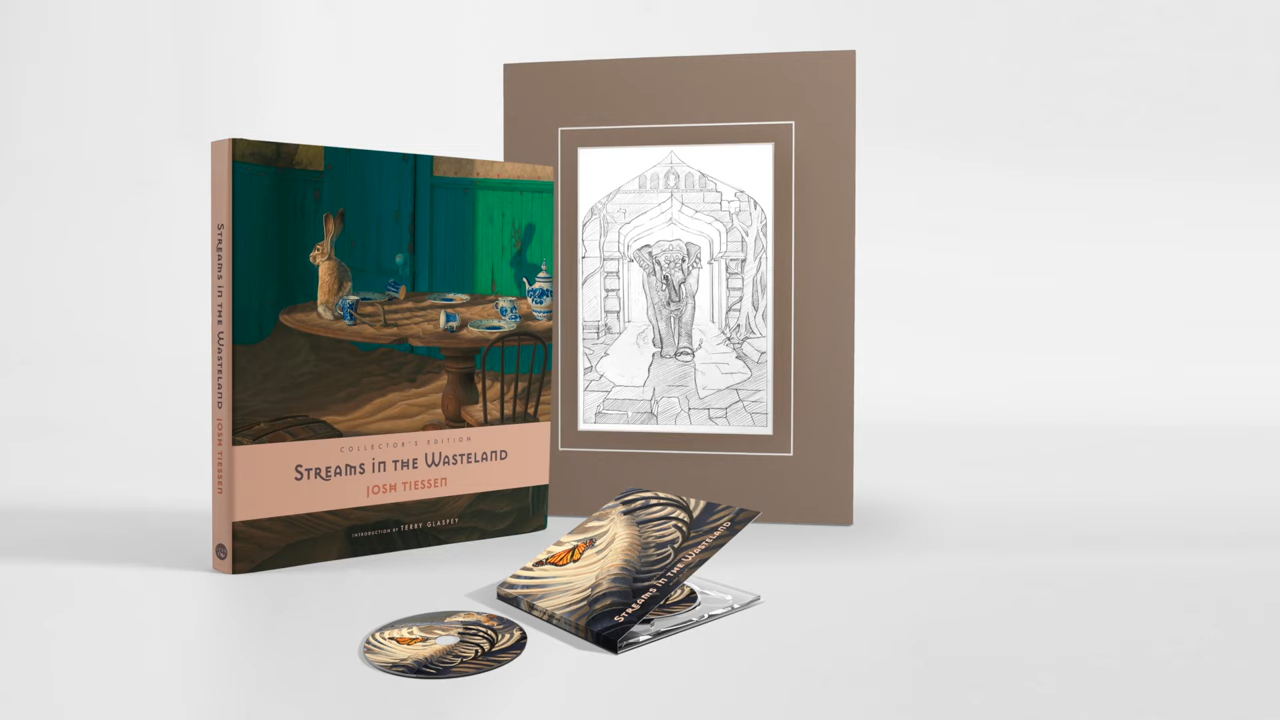 STREAMS IN THE WASTELAND JOSH TIESSEN
COLLECTOR'S EDITION
STREAMS IN THE WASTELAND
JOSH TIESSEN
INTRODUCTION BY TERRY GLASPEY
STREAMS IN THE WASTELAND